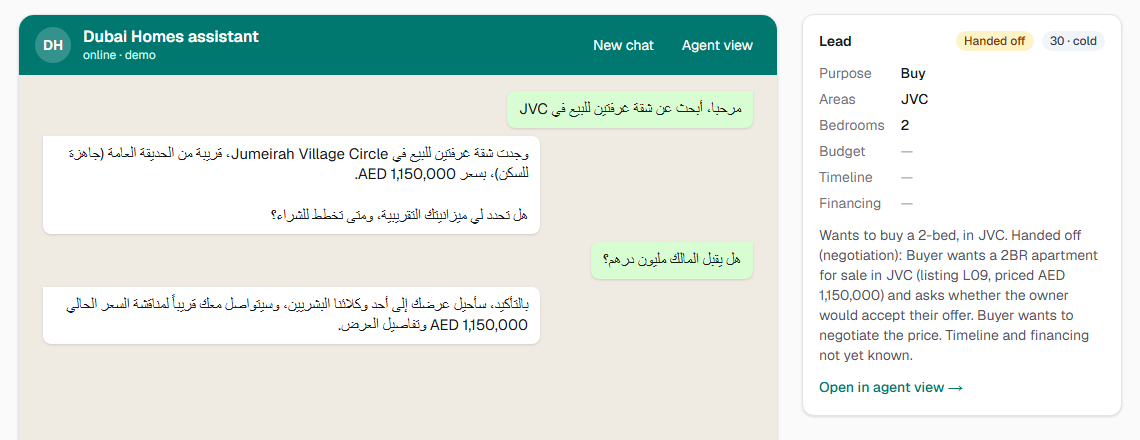 DH
Dubai Homes assistant
online · demo
New chat
Agent view
مرحبا، أبحث عن شقة غرفتين للبيع في JVC
وجدت شقة غرفتين للبيع في Jumeirah Village Circle، قريبة من الحديقة العامة (جاهزة
للسكن)، بسعر AED 1,150,000.
هل تحدد لي ميزانيتك التقريبية، ومتى تخطط للشراء؟
هل يقبل المالك مليون درهم؟
بالتأكيد، سأحيل عرضك إلى أحد وكلائنا البشريين، وسيتواصل معك قريباً لمناقشة السعر الحالي
AED 1,150,000 وتفاصيل العرض.
Lead
Handed off
30 · cold
Purpose Buy
Areas JVC
Bedrooms 2
Budget —
Timeline —
Financing —
Wants to buy a 2-bed, in JVC. Handed off
(negotiation): Buyer wants a 2BR apartment
for sale in JVC (listing L09, priced AED
1,150,000) and asks whether the owner
would accept their offer. Buyer wants to
negotiate the price. Timeline and financing
not yet known.
Open in agent view →